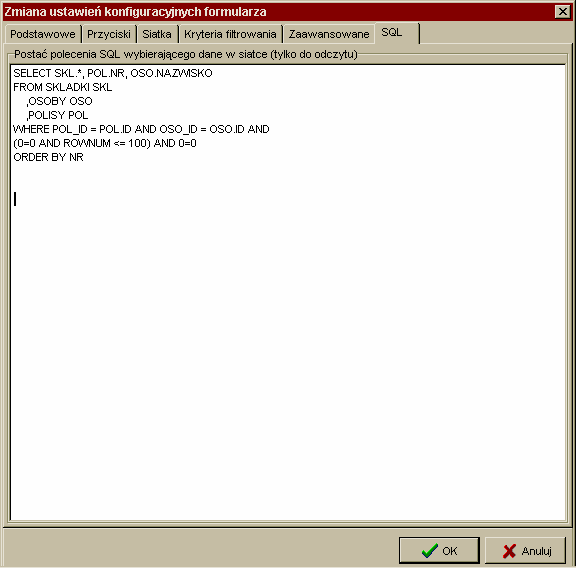 Zmiana ustawień konfiguracyjnych formularza
Podstawowe Przyciski Siatka Kryteria filtrowania Zaawansowane SQL
Postać polecenia SQL wybierającego dane w siatce (tylko do odczytu)
SELECT SKL.*, POL.NR, OSO.NAZWISKO
FROM SKLADKI SKL
,OSOBY OSO
,POLISY POL
WHERE POL_ID = POL.ID AND OSO_ID = OSO.ID AND
(0=0 AND ROWNUM <= 100) AND 0=0
ORDER BY NR
OK Anuluj